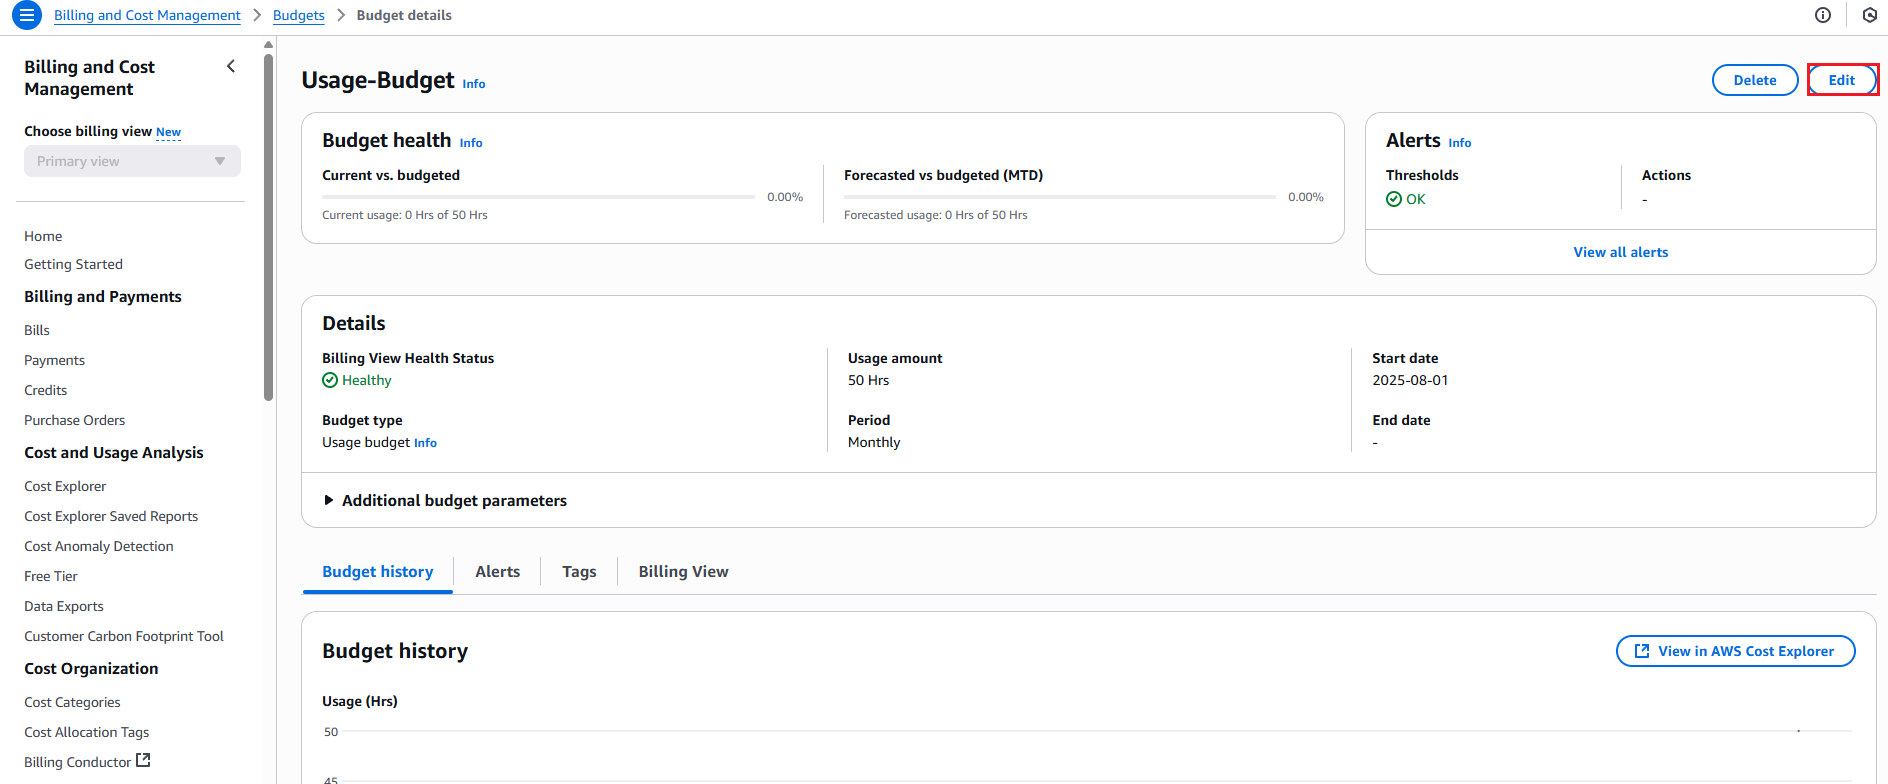 Billing and Cost Management > Budgets > Budget details
Billing and Cost
Management
Choose billing view New
Primary view
Home
Getting Started
Billing and Payments
Bills
Payments
Credits
Purchase Orders
Cost and Usage Analysis
Cost Explorer
Cost Explorer Saved Reports
Cost Anomaly Detection
Free Tier
Data Exports
Customer Carbon Footprint Tool
Cost Organization
Cost Categories
Cost Allocation Tags
Billing Conductor
Usage-Budget Info
Delete
Edit
Budget health Info
Current vs. budgeted
0.00%
Current usage: 0 Hrs of 50 Hrs
Forecasted vs budgeted (MTD)
0.00%
Forecasted usage: 0 Hrs of 50 Hrs
Alerts Info
Thresholds
OK
Actions
-
View all alerts
Details
Billing View Health Status
Healthy
Budget type
Usage budget Info
Usage amount
50 Hrs
Period
Monthly
Start date
2025-08-01
End date
-
Additional budget parameters
Budget history
Alerts
Tags
Billing View
Budget history
View in AWS Cost Explorer
Usage (Hrs)
50
45